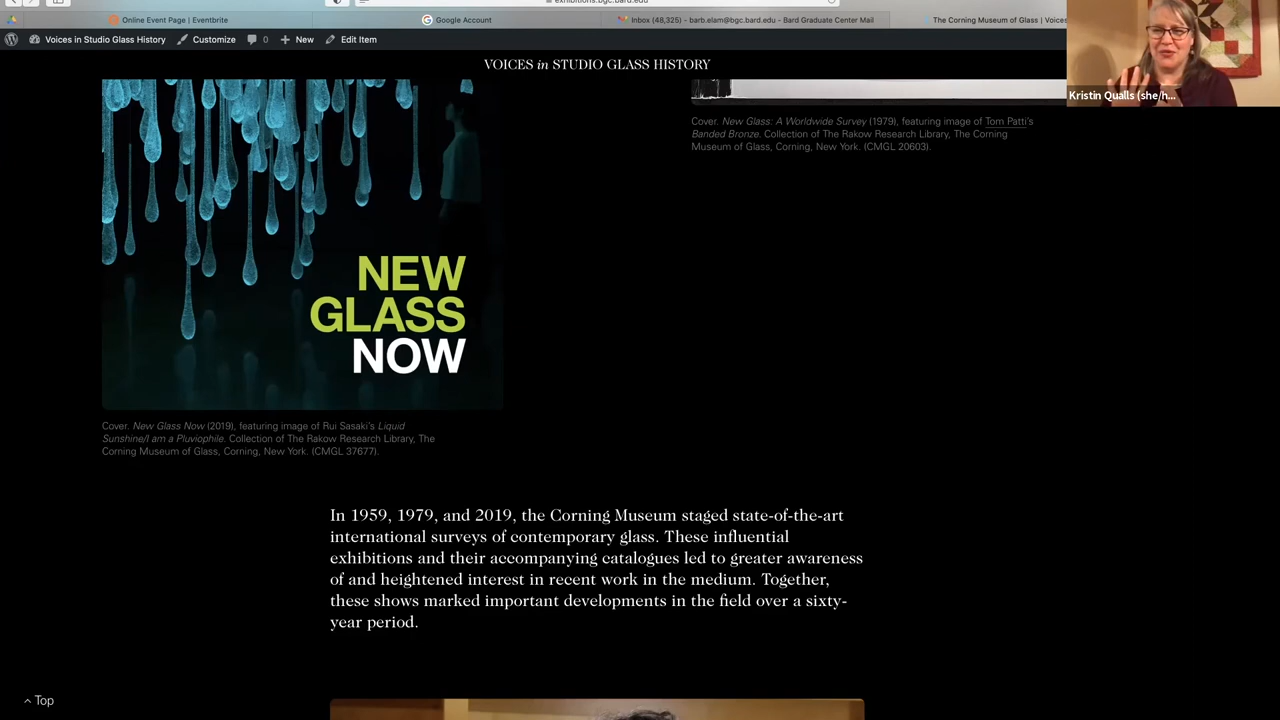 exhibitions.bgc.bard.edu
Online Event Page | Eventbrite
Google Account
Inbox (48,325) - barb.elam@bgc.bard.edu - Bard Graduate Center Mail
The Corning Museum of Glass | Voices
Voices in Studio Glass History
Customize
0
New
Edit Item
VOICES in STUDIO GLASS HISTORY
Kristin Qualls (she/h...
Cover. New Glass: A Worldwide Survey (1979), featuring image of Tom Patti's
Banded Bronze. Collection of The Rakow Research Library, The Corning
Museum of Glass, Corning, New York. (CMGL 20603).
NEW
GLASS
NOW
Cover. New Glass Now (2019), featuring image of Rui Sasaki's Liquid
Sunshine/I am a Pluviophile. Collection of The Rakow Research Library, The
Corning Museum of Glass, Corning, New York. (CMGL 37677).
In 1959, 1979, and 2019, the Corning Museum staged state-of-the-art
international surveys of contemporary glass. These influential
exhibitions and their accompanying catalogues led to greater awareness
of and heightened interest in recent work in the medium. Together,
these shows marked important developments in the field over a sixty-
year period.
Top